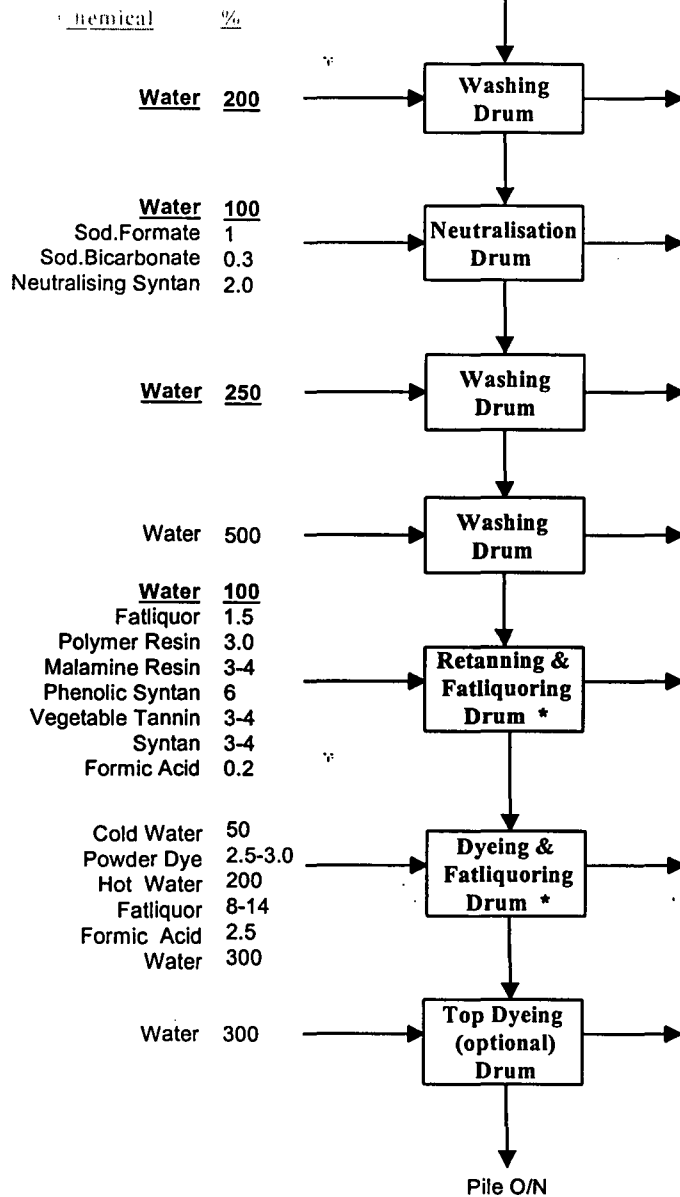 hemical %
Water 200
Washing
Drum
Water 100
Sod.Formate 1
Sod.Bicarbonate 0.3
Neutralising Syntan 2.0
Neutralisation
Drum
Water 250
Washing
Drum
Water 500
Washing
Drum
Water 100
Fatliquor 1.5
Polymer Resin 3.0
Malamine Resin 3-4
Phenolic Syntan 6
Vegetable Tannin 3-4
Syntan 3-4
Formic Acid 0.2
Retanning &
Fatliquoring
Drum *
Cold Water 50
Powder Dye 2.5-3.0
Hot Water 200
Fatliquor 8-14
Formic Acid 2.5
Water 300
Dyeing &
Fatliquoring
Drum *
Water 300
Top Dyeing
(optional)
Drum
Pile O/N